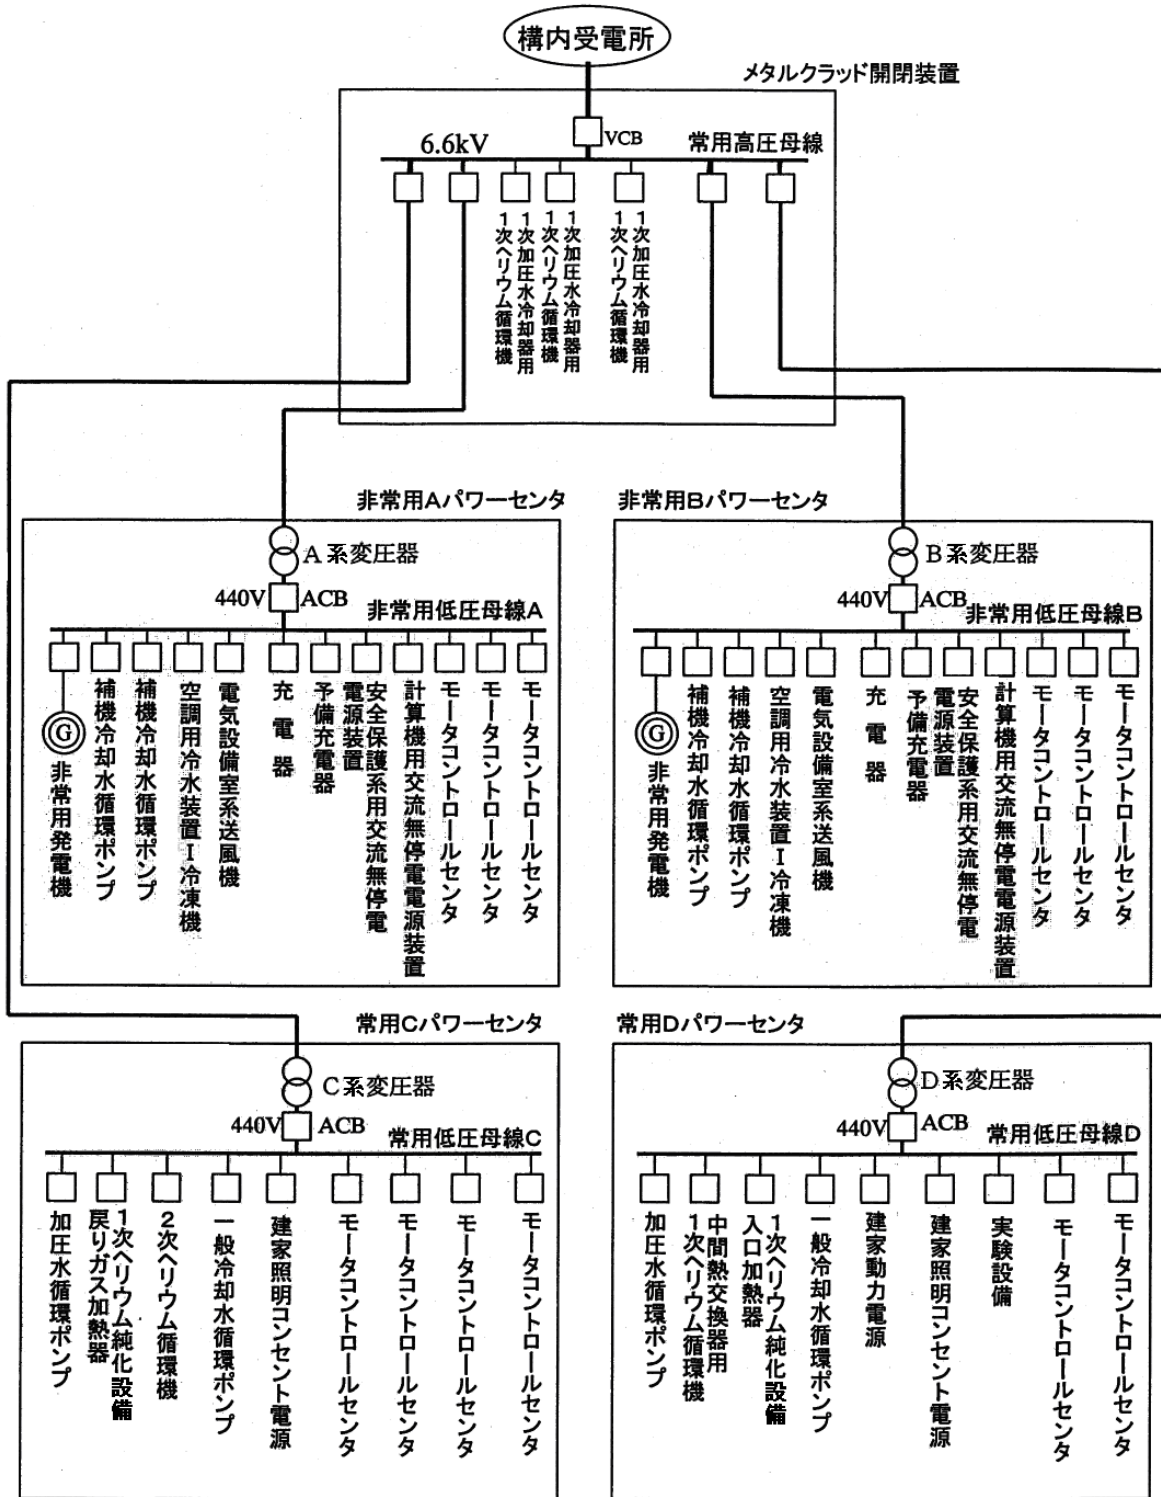 構内受電所
メタルクラッド開閉装置
VCB
6.6kV
常用高圧母線
1次加圧水冷却器用
1次ヘリウム循環機
1次加圧水冷却器用
1次ヘリウム循環機
1次加圧水冷却器用
1次ヘリウム循環機
非常用Aパワーセンタ
A系変圧器
440V
ACB
非常用低圧母線A
G
非常用発電機
補機冷却水循環ポンプ
補機冷却水循環ポンプ
空調用冷水装置I冷凍機
電気設備室系送風機
充電器
予備充電器
安全保護系用交流無停電
電源装置
計算機用交流無停電電源装置
モータコントロールセンタ
モータコントロールセンタ
モータコントロールセンタ
非常用Bパワーセンタ
B系変圧器
440V
ACB
非常用低圧母線B
G
非常用発電機
補機冷却水循環ポンプ
補機冷却水循環ポンプ
空調用冷水装置I冷凍機
電気設備室系送風機
充電器
予備充電器
安全保護系用交流無停電
電源装置
計算機用交流無停電電源装置
モータコントロールセンタ
モータコントロールセンタ
モータコントロールセンタ
常用Cパワーセンタ
C系変圧器
440V
ACB
常用低圧母線C
加圧水循環ポンプ
1次ヘリウム純化設備
戻りガス加熱器
2次ヘリウム循環機
一般冷却水循環ポンプ
建家照明コンセント電源
モータコントロールセンタ
モータコントロールセンタ
モータコントロールセンタ
モータコントロールセンタ
常用Dパワーセンタ
D系変圧器
440V
ACB
常用低圧母線D
加圧水循環ポンプ
中間熱交換器用
1次ヘリウム循環機
1次ヘリウム純化設備
入口加熱器
一般冷却水循環ポンプ
建家動力電源
建家照明コンセント電源
実験設備
モータコントロールセンタ
モータコントロールセンタ